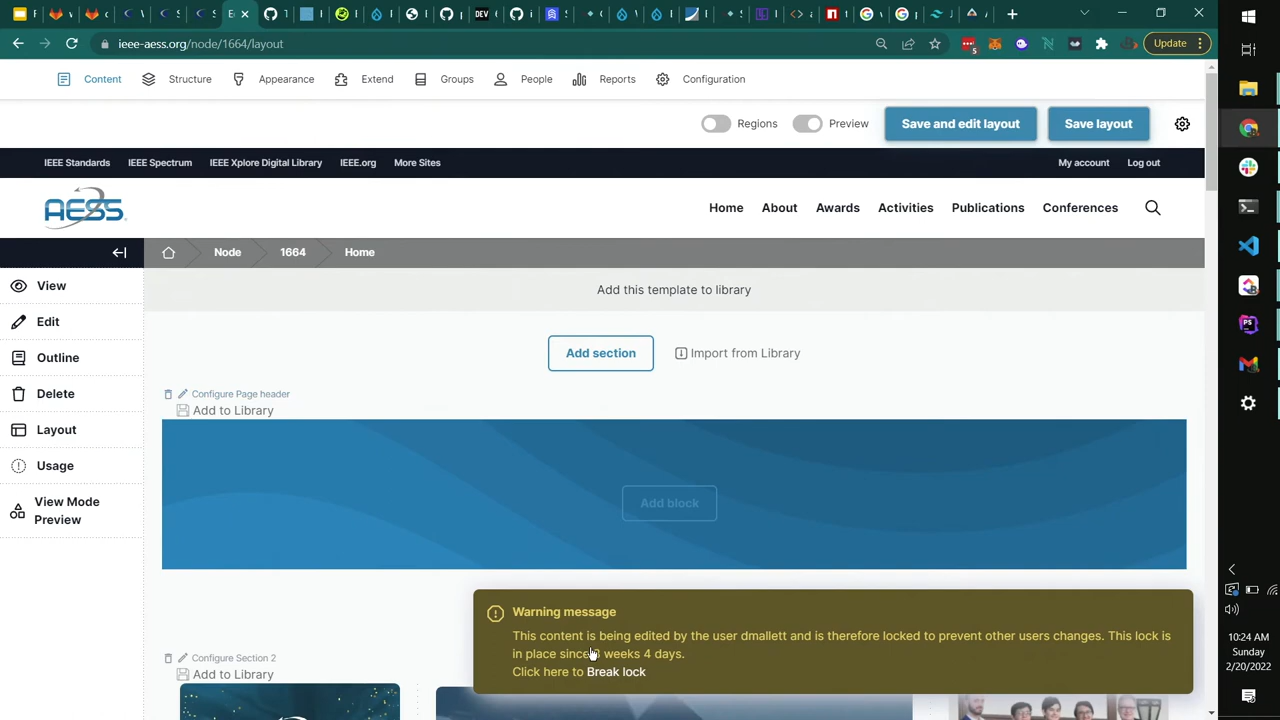 ieee-aess.org/node/1664/layout
Update
5
Content
Structure
Appearance
Extend
Groups
People
Reports
Configuration
Regions
Preview
Save and edit layout
Save layout
IEEE Standards
IEEE Spectrum
IEEE Xplore Digital Library
IEEE.org
More Sites
My account
Log out
AESS
Home
About
Awards
Activities
Publications
Conferences
Node
1664
Home
View
Edit
Outline
Delete
Layout
Usage
View Mode
Preview
Add this template to library
Add section
Import from Library
Configure Page header
Add to Library
Add block
Warning message
This content is being edited by the user dmallett and is therefore locked to prevent other users changes. This lock is
in place since weeks 4 days.
Click here to Break lock
Configure Section 2
Add to Library
10:24 AM
Sunday
2/20/2022